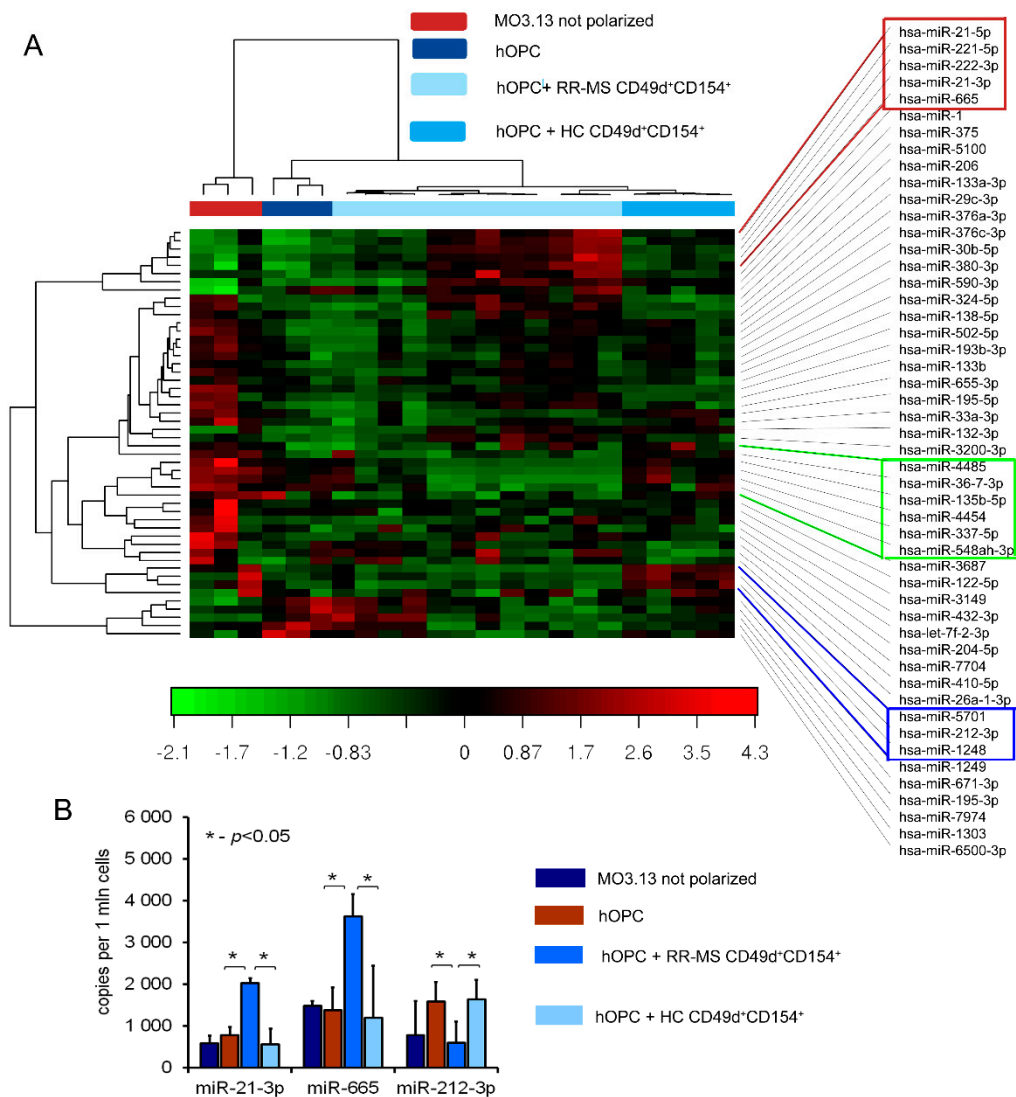 A
MO3.13 not polarized
hOPC
hOPC+ RR-MS CD49d⁺CD154⁺
hOPC + HC CD49d⁺CD154⁺
hsa-miR-21-5p
hsa-miR-221-5p
hsa-miR-222-3p
hsa-miR-21-3p
hsa-miR-665
hsa-miR-1
hsa-miR-375
hsa-miR-5100
hsa-miR-206
hsa-miR-133a-3p
hsa-miR-29c-3p
hsa-miR-376a-3p
hsa-miR-376c-3p
hsa-miR-30b-5p
hsa-miR-380-3p
hsa-miR-590-3p
hsa-miR-324-5p
hsa-miR-138-5p
hsa-miR-502-5p
hsa-miR-193b-3p
hsa-miR-133b
hsa-miR-655-3p
hsa-miR-195-5p
hsa-miR-33a-3p
hsa-miR-132-3p
hsa-miR-3200-3p
hsa-miR-4485
hsa-miR-36-7-3p
hsa-miR-135b-5p
hsa-miR-4454
hsa-miR-337-5p
hsa-miR-548ah-3p
hsa-miR-3687
hsa-miR-122-5p
hsa-miR-3149
hsa-miR-432-3p
hsa-let-7f-2-3p
hsa-miR-204-5p
hsa-miR-7704
hsa-miR-410-5p
hsa-miR-26a-1-3p
hsa-miR-5701
hsa-miR-212-3p
hsa-miR-1248
hsa-miR-1249
hsa-miR-671-3p
hsa-miR-195-3p
hsa-miR-7974
hsa-miR-1303
hsa-miR-6500-3p
-2.1 -1.7 -1.2 -0.83 0 0.87 1.7 2.6 3.5 4.3
B
* - p<0.05
copies per 1 mln cells
6 000
5 000
4 000
3 000
2 000
1 000
0
* * * * * *
miR-21-3p miR-665 miR-212-3p
MO3.13 not polarized
hOPC
hOPC + RR-MS CD49d⁺CD154⁺
hOPC + HC CD49d⁺CD154⁺